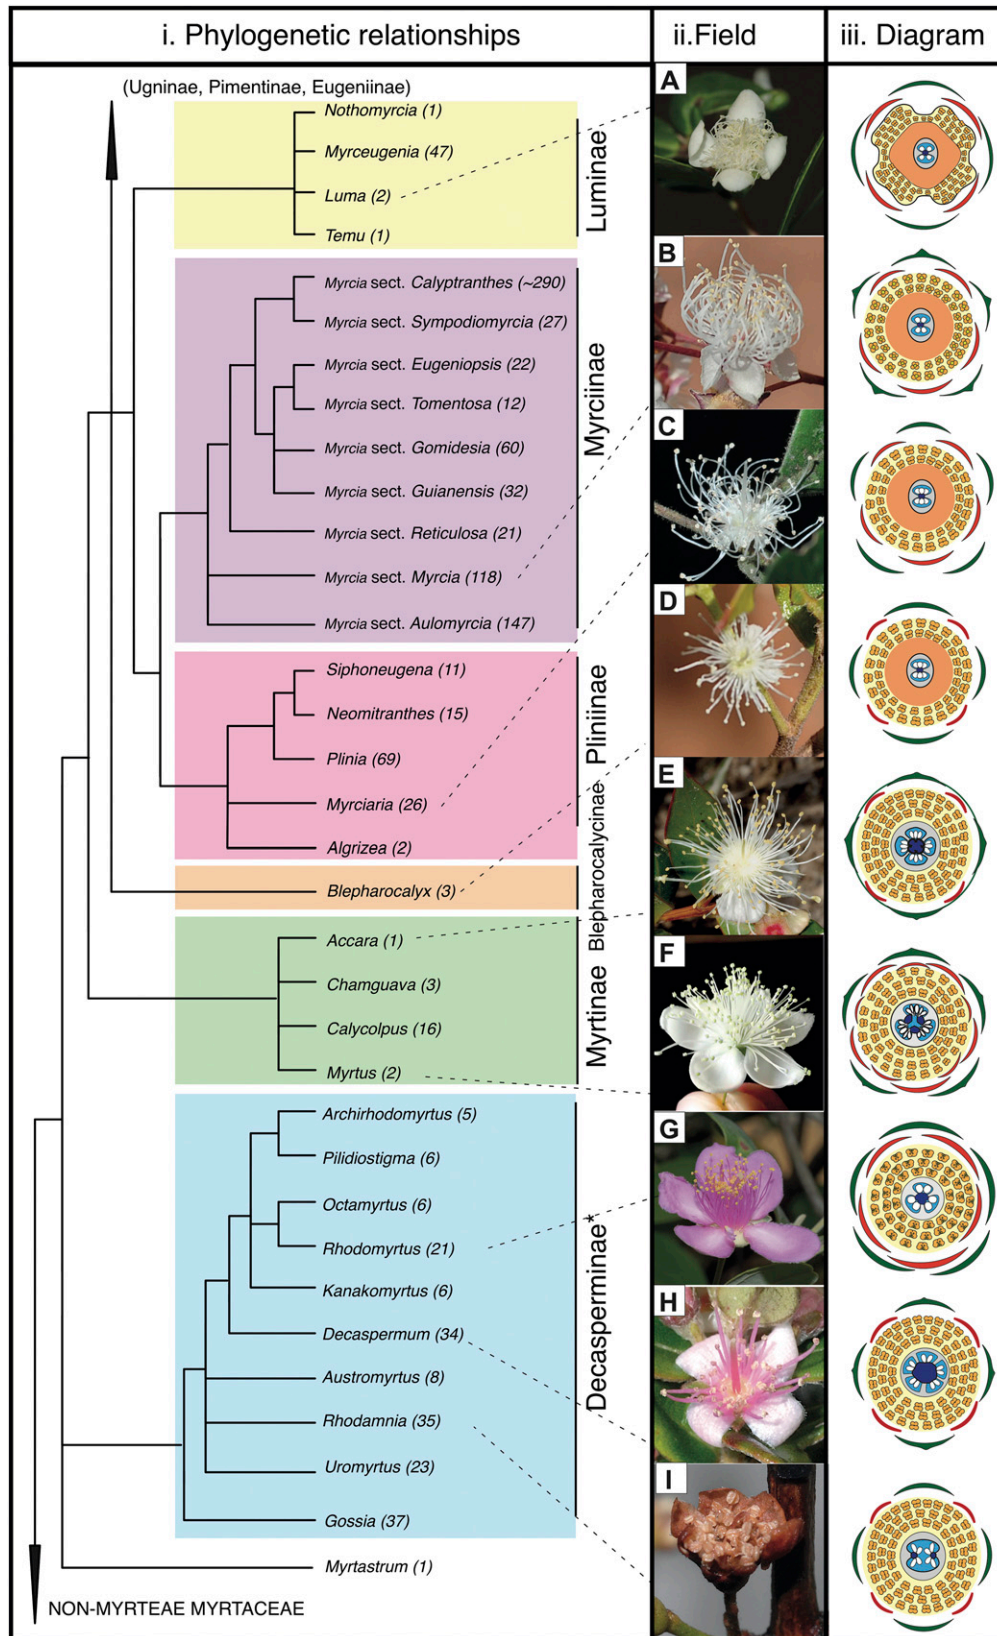 i. Phylogenetic relationships
ii.Field
iii. Diagram
(Ugninae, Pimentinae, Eugeniinae)
Nothomyrcia (1)
Myrceugenia (47)
Luma (2)
Temu (1)
Luminae
Myrcia sect. Calyptranthes (~290)
Myrcia sect. Sympodiomyrcia (27)
Myrcia sect. Eugeniopsis (22)
Myrcia sect. Tomentosa (12)
Myrcia sect. Gomidesia (60)
Myrcia sect. Guianensis (32)
Myrcia sect. Reticulosa (21)
Myrcia sect. Myrcia (118)
Myrcia sect. Aulomyrcia (147)
Myrciinae
Siphoneugena (11)
Neomitranthes (15)
Plinia (69)
Myrciaria (26)
Algrizea (2)
Pliniinae
Blepharocalyx (3)
Blepharocalycinae
Accara (1)
Chamguava (3)
Calycolpus (16)
Myrtus (2)
Myrtinae
Archirhodomyrtus (5)
Pilidiostigma (6)
Octamyrtus (6)
Rhodomyrtus (21)
Kanakomyrtus (6)
Decaspermum (34)
Austromyrtus (8)
Rhodamnia (35)
Uromyrtus (23)
Gossia (37)
Decasperminae*
Myrtastrum (1)
NON-MYRTEAE MYRTACEAE
A
B
C
D
E
F
G
H
I